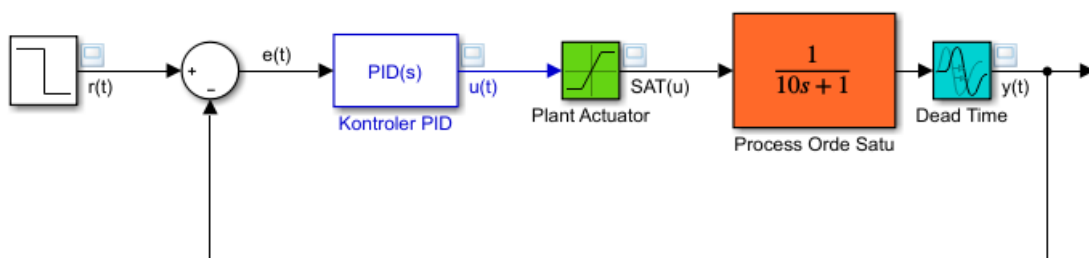 r(t)
+
−
e(t)
PID(s)
Kontroler PID
u(t)
Plant Actuator
SAT(u)
1
10s + 1
Process Orde Satu
Dead Time
y(t)